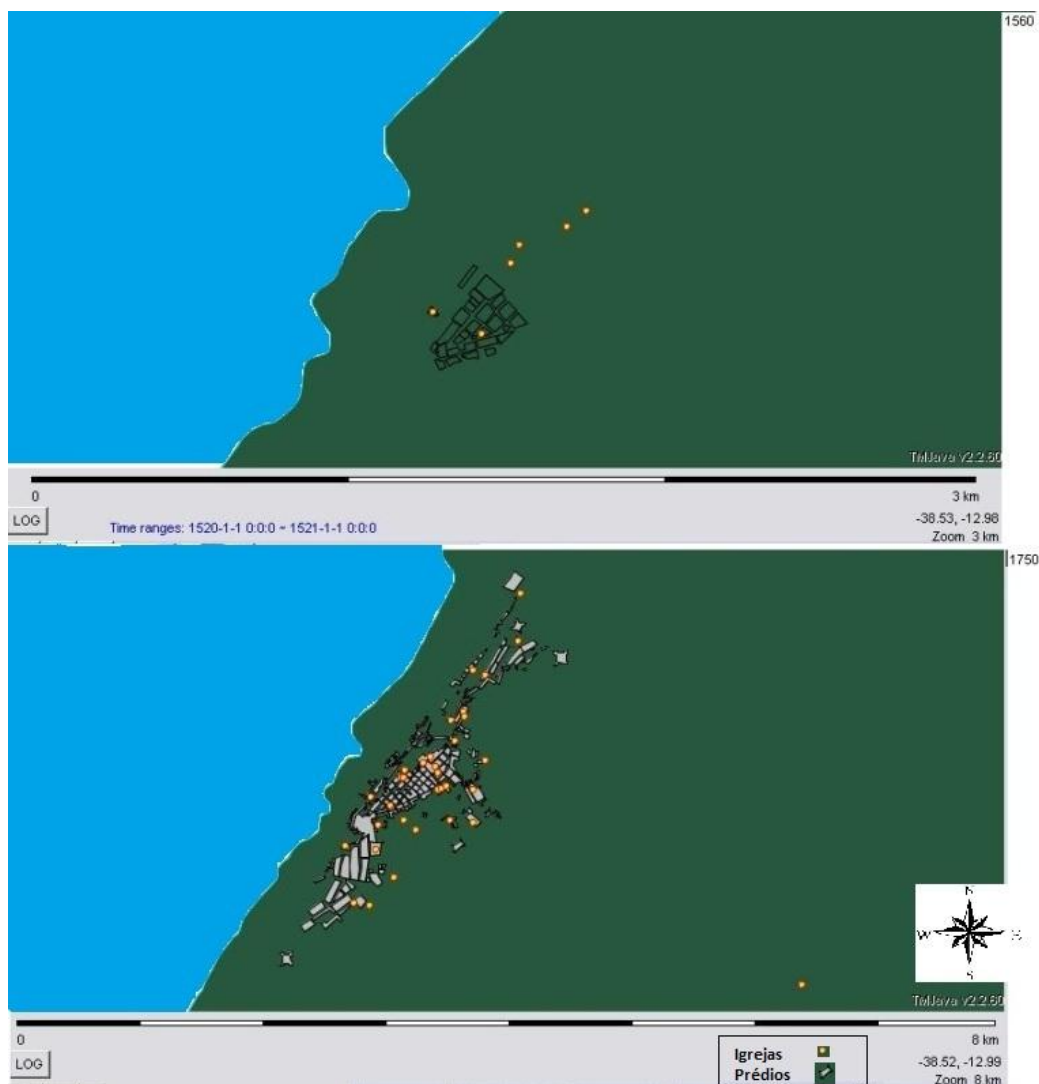 1560
TMJava v2.2.60
0 3 km
LOG
Time ranges: 1520-1-1 0:0:0 - 1521-1-1 0:0:0
-38.53, -12.98
Zoom 3 km
1750
N
W
S
TMJava v2.2.60
0 8 km
LOG
Igrejas
Prédios
-38.52, -12.99
Zoom 8 km